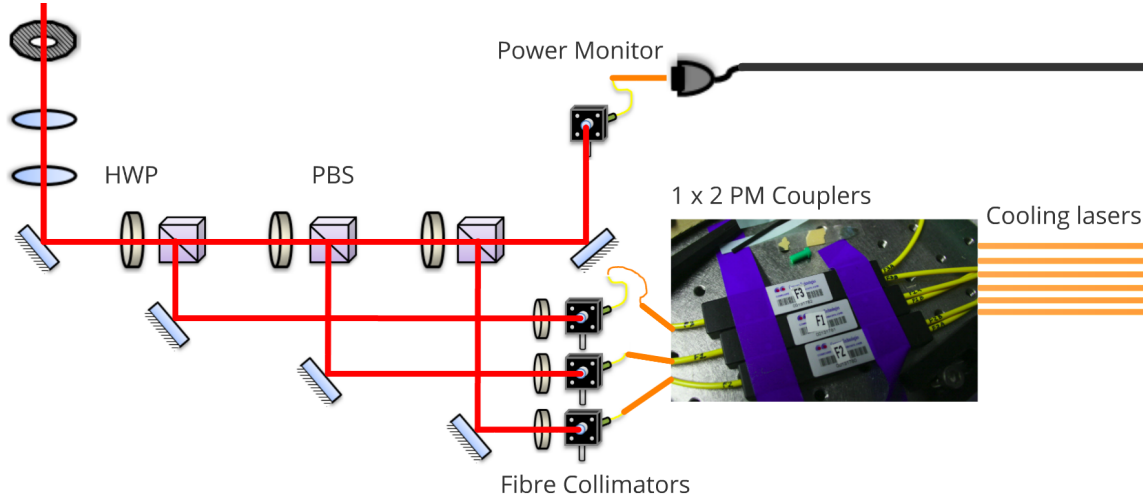 Power Monitor
HWP
PBS
1 x 2 PM Couplers
Cooling lasers
F3
F1
F2
Fibre Collimators